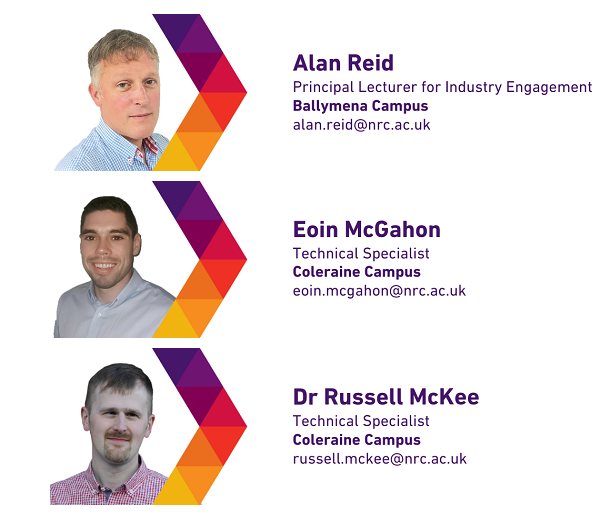 Alan Reid
Principal Lecturer for Industry Engagement
Ballymena Campus
alan.reid@nrc.ac.uk
Eoin McGahon
Technical Specialist
Coleraine Campus
eoin.mcgahon@nrc.ac.uk
Dr Russell McKee
Technical Specialist
Coleraine Campus
russell.mckee@nrc.ac.uk